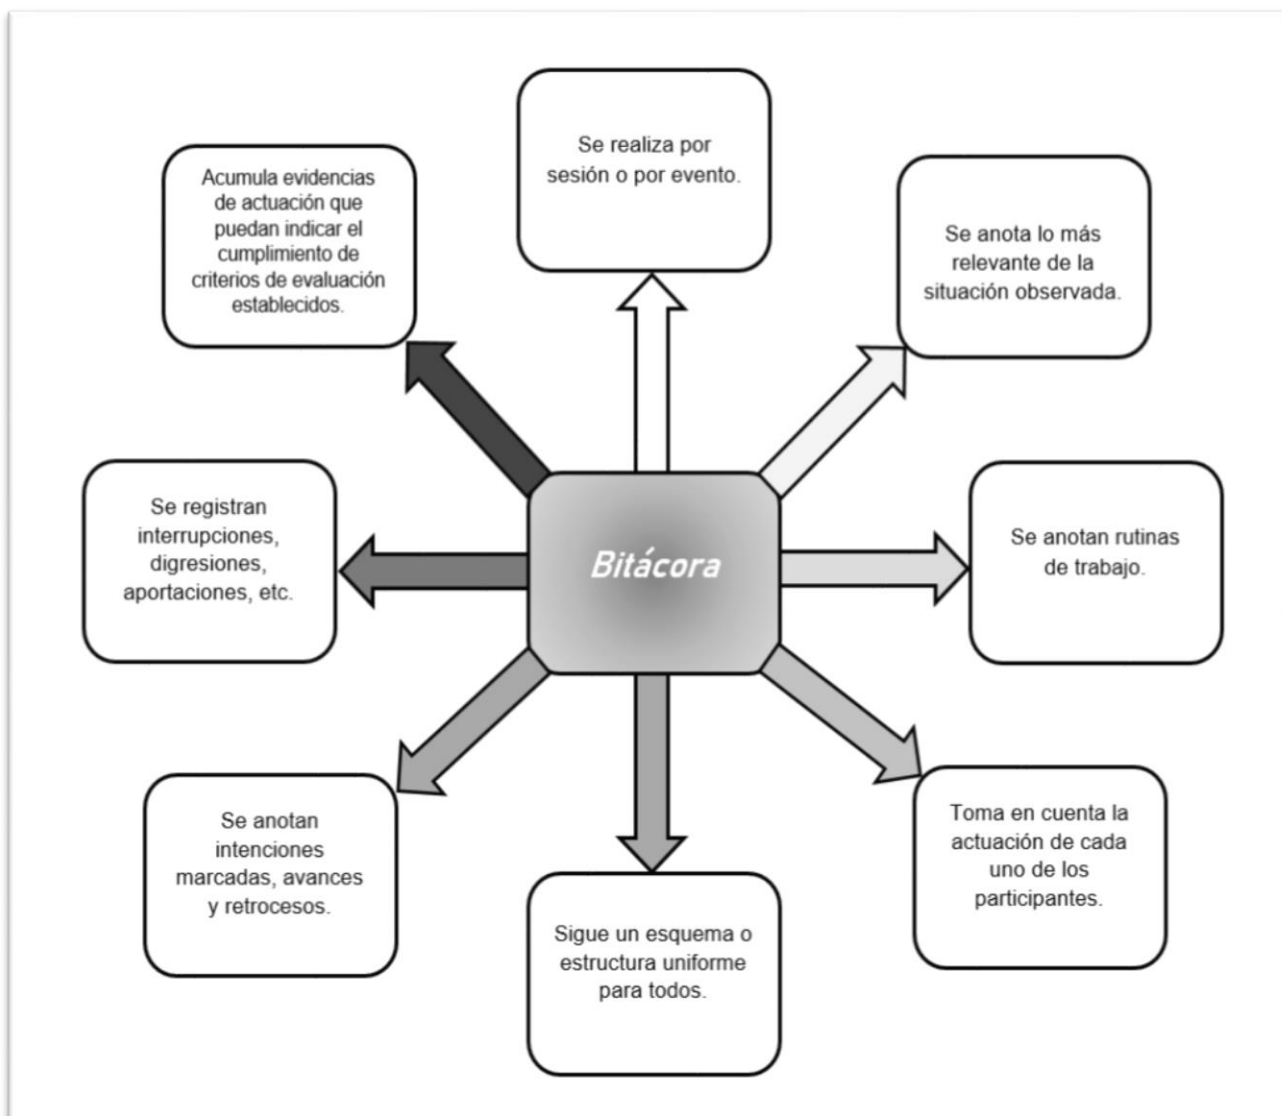 Se realiza por
sesión o por evento.
Acumula evidencias
de actuación que
puedan indicar el
cumplimiento de
criterios de evaluación
establecidos.
Se anota lo más
relevante de la
situación observada.
Se registran
interrupciones,
digresiones,
aportaciones, etc.
Bitácora
Se anotan rutinas
de trabajo.
Se anotan
intenciones
marcadas, avances
y retrocesos.
Toma en cuenta la
actuación de cada
uno de los
participantes.
Sigue un esquema o
estructura uniforme
para todos.